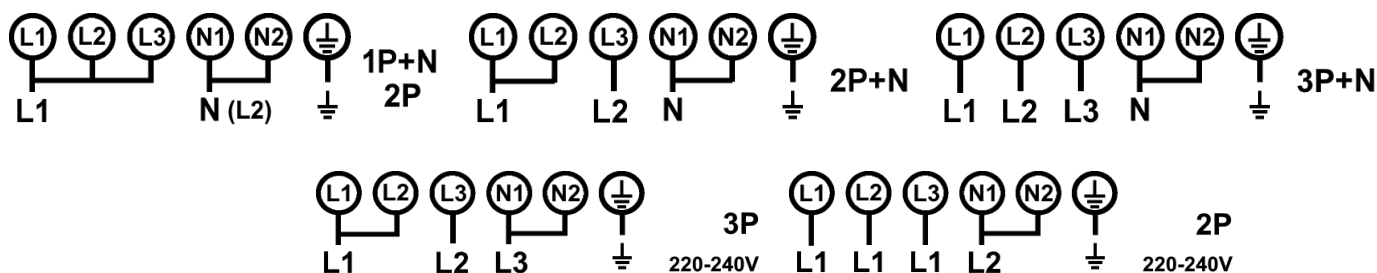 L1 L2 L3 N1 N2
1P+N
2P
L1 N (L2)
L1 L2 L3 N1 N2
2P+N
L1 L2 N
L1 L2 L3 N1 N2
3P+N
L1 L2 L3 N
L1 L2 L3 N1 N2
3P
L1 L2 L3 220-240V
L1 L2 L3 N1 N2
2P
L1 L1 L1 L2 220-240V